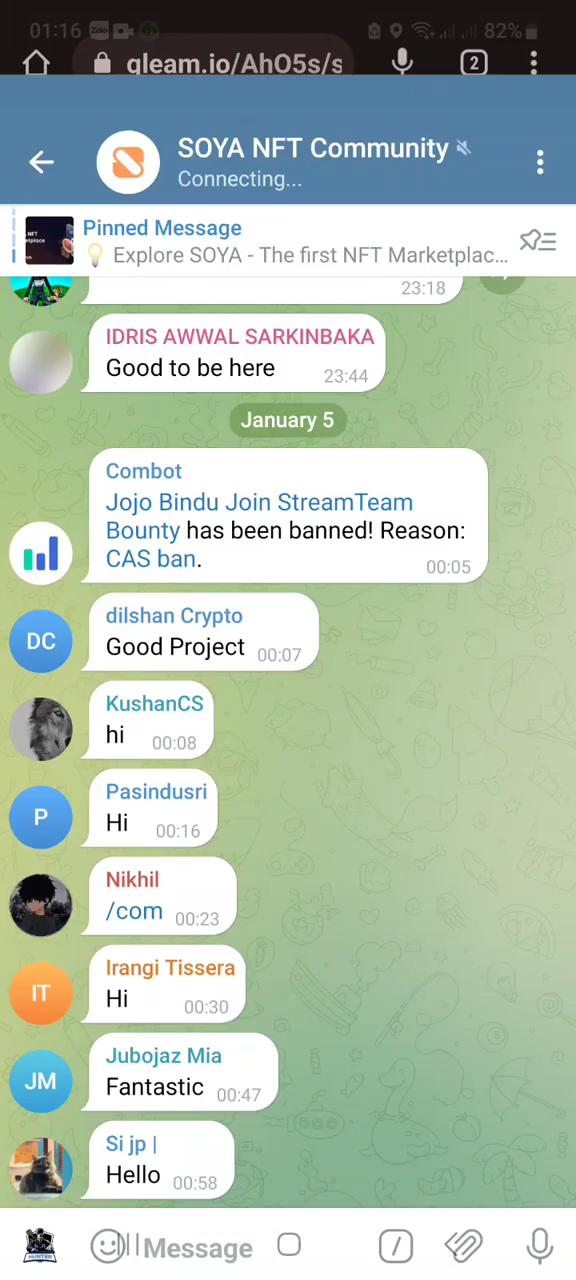 01:16 Zalo 82%
gleam.io/AhO5s/s
2
SOYA NFT Community
Connecting...
Pinned Message
💡 Explore SOYA - The first NFT Marketplac...
23:18
IDRIS AWWAL SARKINBAKA
Good to be here 23:44
January 5
Combot
Jojo Bindu Join StreamTeam
Bounty has been banned! Reason:
CAS ban. 00:05
DC
dilshan Crypto
Good Project 00:07
KushanCS
hi 00:08
P
Pasindusri
Hi 00:16
Nikhil
/com 00:23
IT
Irangi Tissera
Hi 00:30
JM
Jubojaz Mia
Fantastic 00:47
Si jp |
Hello 00:58
HUNTER
Message